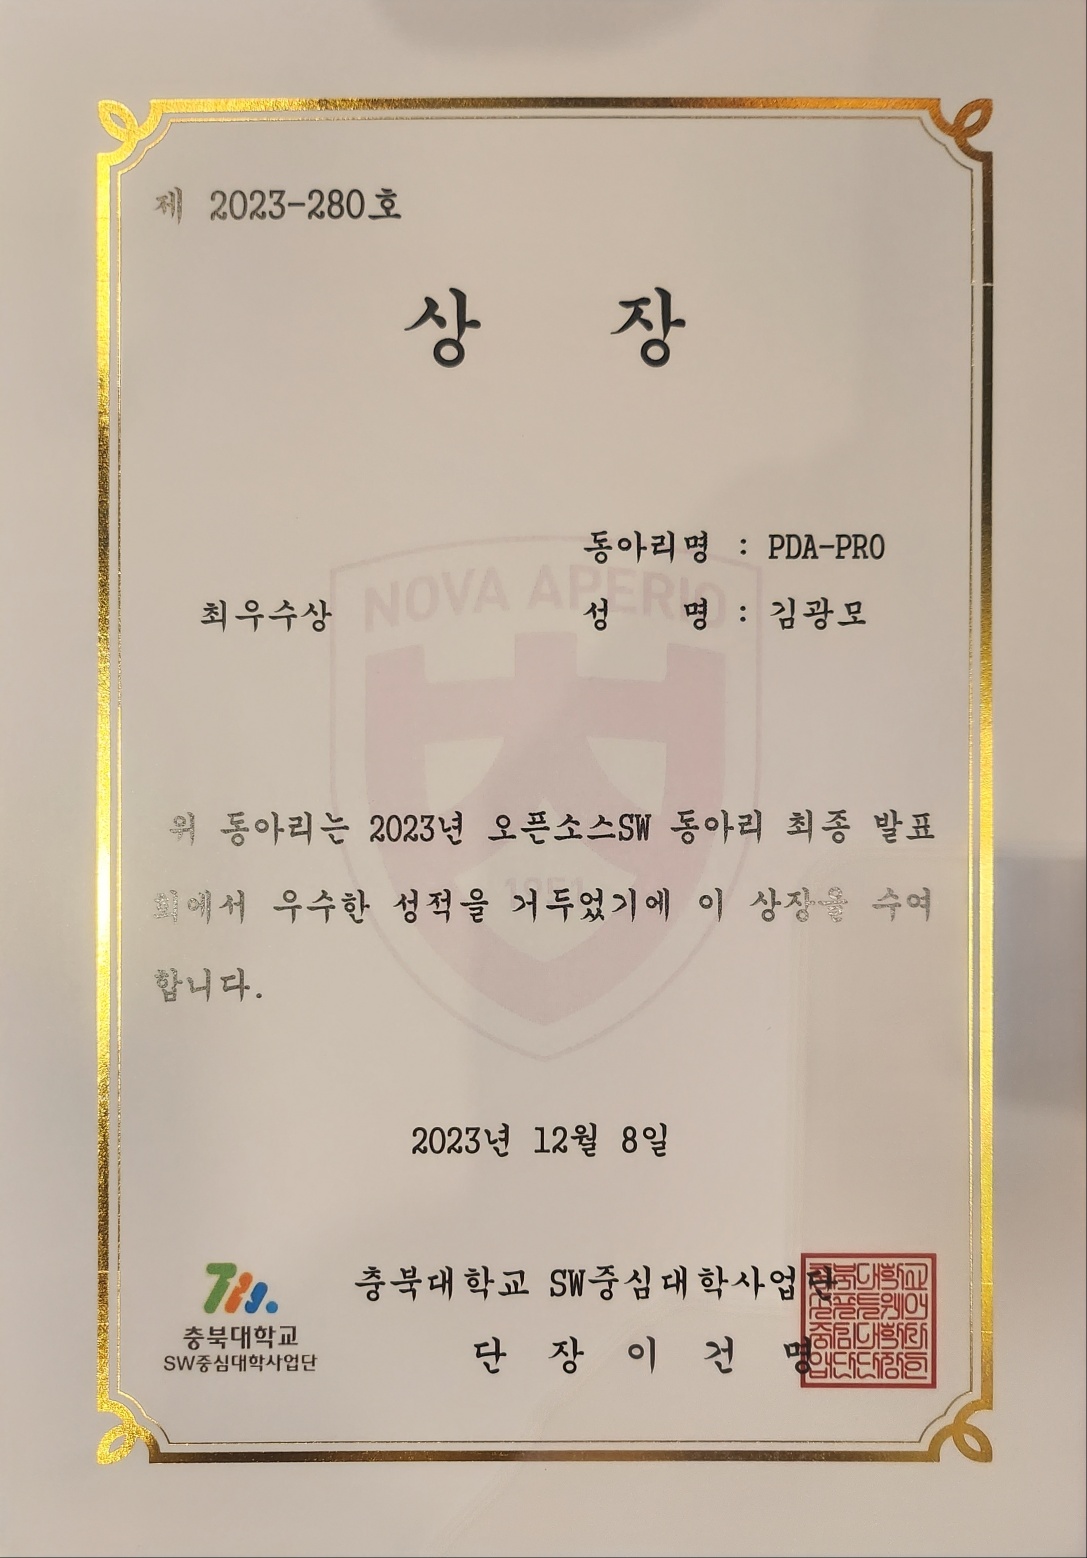 제 2023-280호
상 장
동아리명 : PDA-PRO
최우수상 성 명 : 김광모
NOVA APERIO
위 동아리는 2023년 오픈소스SW 동아리 최종 발표
회에서 우수한 성적을 거두었기에 이 상장을 수여
합니다.
1951
2023년 12월 8일
충북대학교 SW중심대학사업단
단 장 이 건 명
충북대학교
SW중심대학사업단